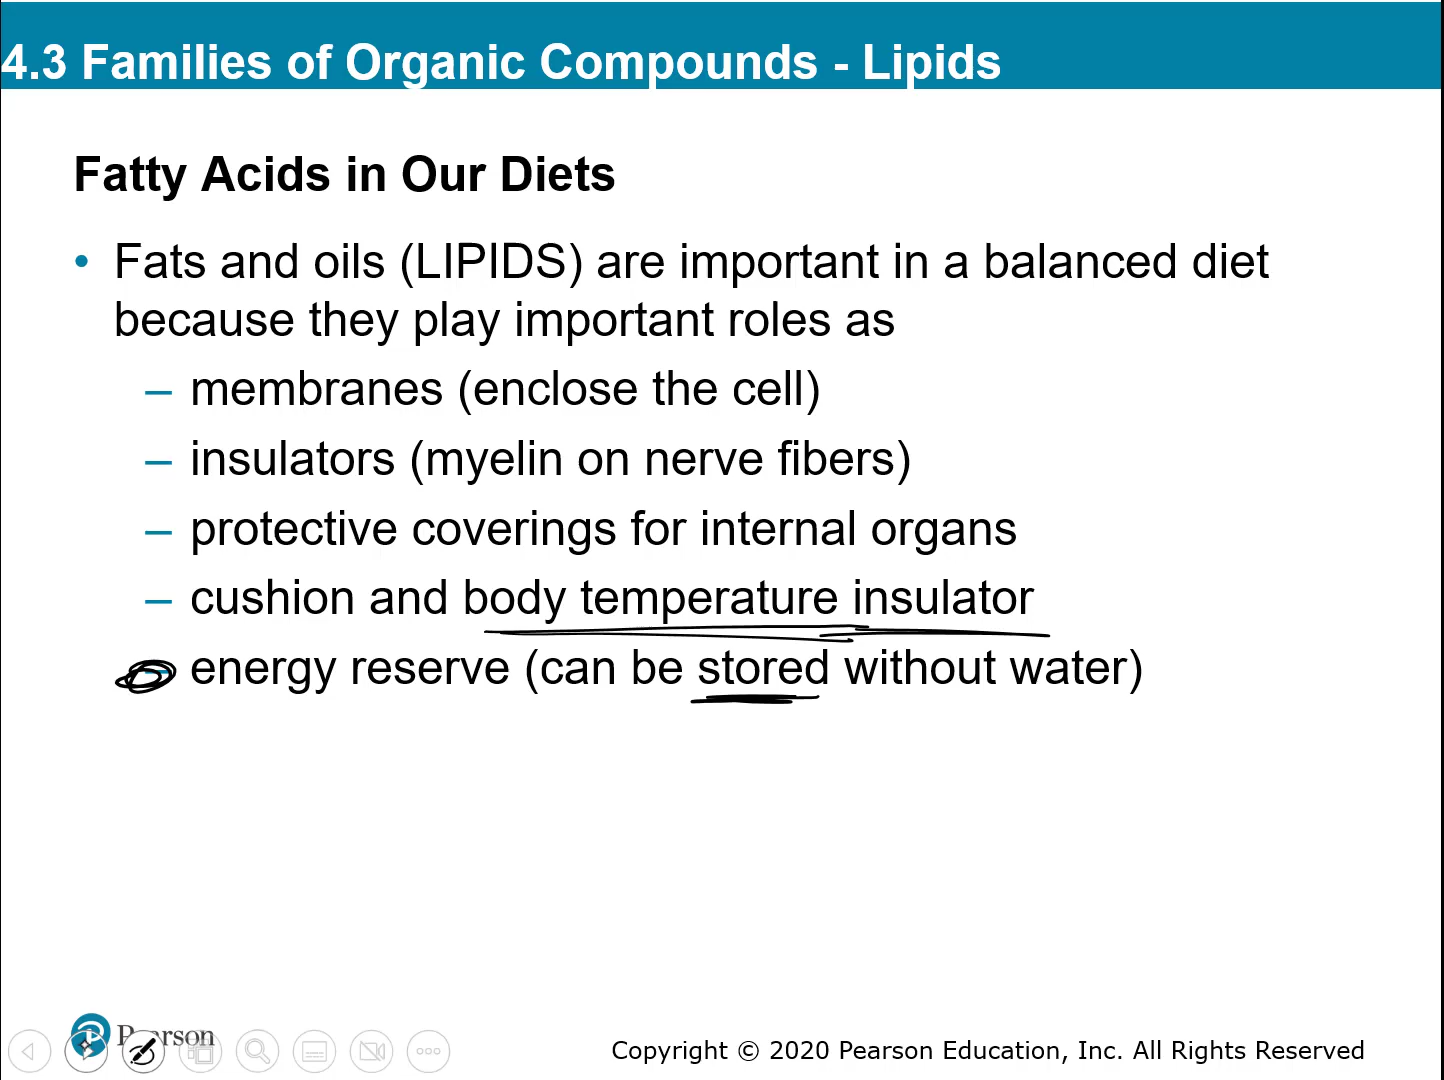 4.3 Families of Organic Compounds - Lipids
Fatty Acids in Our Diets
• Fats and oils (LIPIDS) are important in a balanced diet
because they play important roles as
– membranes (enclose the cell)
– insulators (myelin on nerve fibers)
– protective coverings for internal organs
– cushion and body temperature insulator
– energy reserve (can be stored without water)
Pearson
Copyright © 2020 Pearson Education, Inc. All Rights Reserved